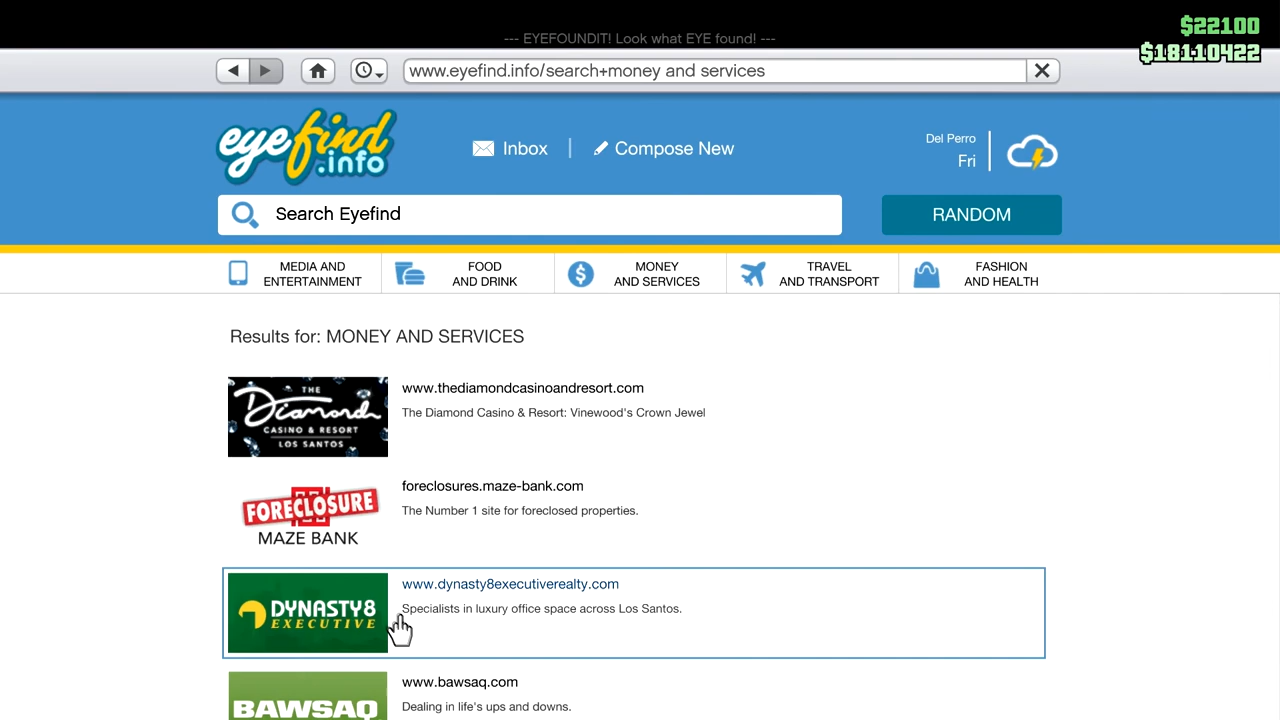 $22100
--- EYEFOUNDIT! Look what EYE found! ---
$18110422
www.eyefind.info/search+money and services
eyefind
.info
Inbox
Compose New
Del Perro
Fri
Search Eyefind
RANDOM
MEDIA AND
ENTERTAINMENT
FOOD
AND DRINK
MONEY
AND SERVICES
TRAVEL
AND TRANSPORT
FASHION
AND HEALTH
Results for: MONEY AND SERVICES
THE
Diamond
CASINO & RESORT
LOS SANTOS
www.thediamondcasinoandresort.com
The Diamond Casino & Resort: Vinewood's Crown Jewel
FORECLOSURE
MAZE BANK
foreclosures.maze-bank.com
The Number 1 site for foreclosed properties.
DYNASTY8
EXECUTIVE
www.dynasty8executiverealty.com
Specialists in luxury office space across Los Santos.
BAWSAQ
www.bawsaq.com
Dealing in life's ups and downs.